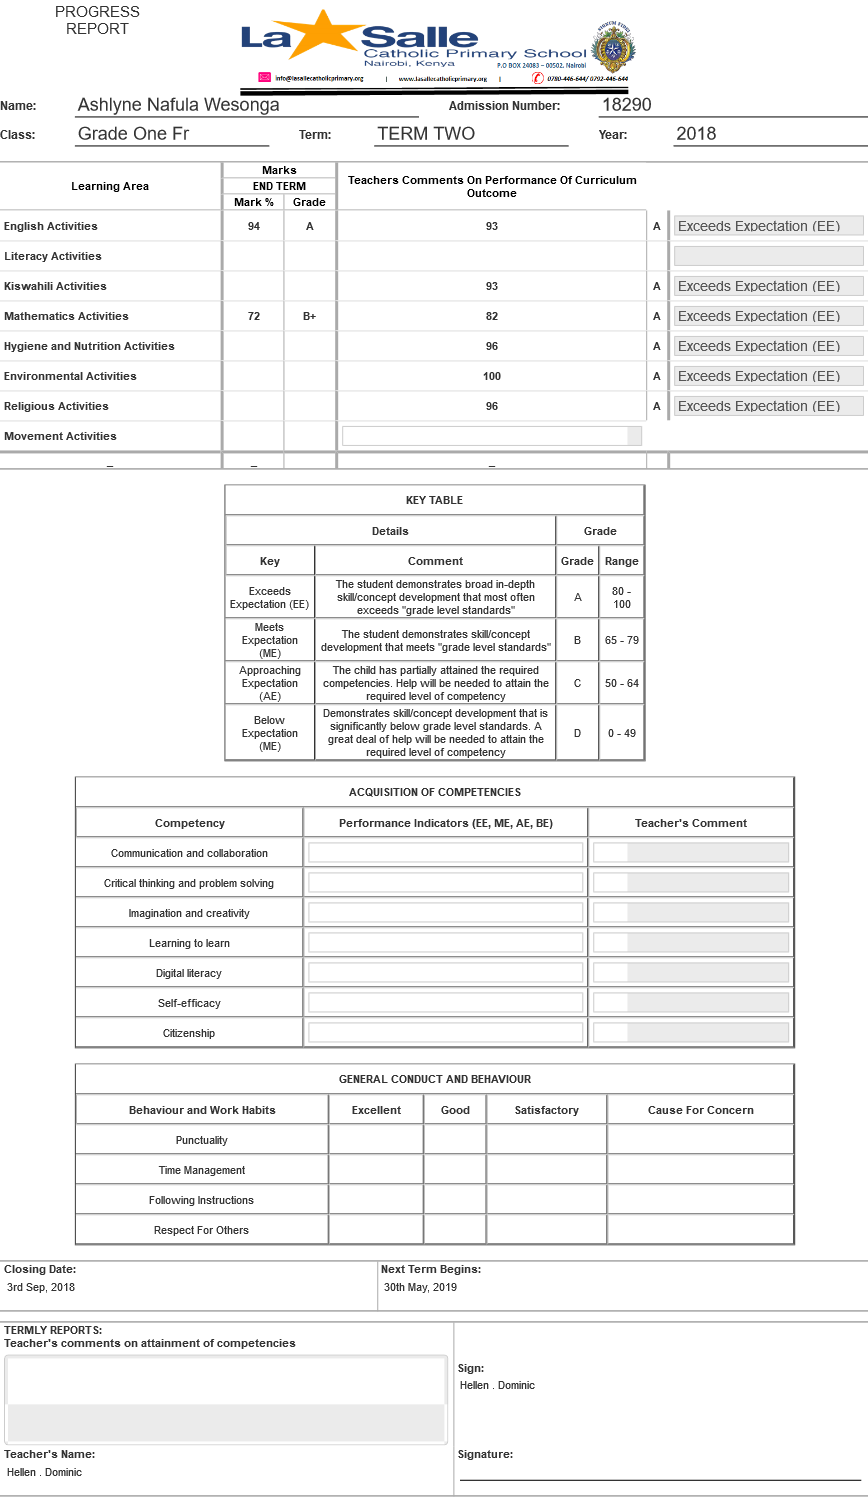 PROGRESS
REPORT
La Salle
Catholic Primary School
Nairobi, Kenya
P.O BOX 24083 – 00502, Nairobi
info@lasallecatholicprimary.org | www.lasallecatholicprimary.org | 0780-446-644/ 0792-446-644
Name: Ashlyne Nafula Wesonga Admission Number: 18290
Class: Grade One Fr Term: TERM TWO Year: 2018
Learning Area Marks Teachers Comments On Performance Of Curriculum Outcome
END TERM
Mark % Grade
English Activities 94 A 93 A Exceeds Expectation (EE)
Literacy Activities
Kiswahili Activities 93 A Exceeds Expectation (EE)
Mathematics Activities 72 B+ 82 A Exceeds Expectation (EE)
Hygiene and Nutrition Activities 96 A Exceeds Expectation (EE)
Environmental Activities 100 A Exceeds Expectation (EE)
Religious Activities 96 A Exceeds Expectation (EE)
Movement Activities
_ _ _
KEY TABLE
Details Grade
Key Comment Grade Range
Exceeds Expectation (EE) The student demonstrates broad in-depth skill/concept development that most often exceeds "grade level standards" A 80 - 100
Meets Expectation (ME) The student demonstrates skill/concept development that meets "grade level standards" B 65 - 79
Approaching Expectation (AE) The child has partially attained the required competencies. Help will be needed to attain the required level of competency C 50 - 64
Below Expectation (ME) Demonstrates skill/concept development that is significantly below grade level standards. A great deal of help will be needed to attain the required level of competency D 0 - 49
ACQUISITION OF COMPETENCIES
Competency Performance Indicators (EE, ME, AE, BE) Teacher's Comment
Communication and collaboration
Critical thinking and problem solving
Imagination and creativity
Learning to learn
Digital literacy
Self-efficacy
Citizenship
GENERAL CONDUCT AND BEHAVIOUR
Behaviour and Work Habits Excellent Good Satisfactory Cause For Concern
Punctuality
Time Management
Following Instructions
Respect For Others
Closing Date: Next Term Begins:
3rd Sep, 2018 30th May, 2019
TERMLY REPORTS:
Teacher's comments on attainment of competencies
Sign:
Hellen . Dominic
Teacher's Name: Signature:
Hellen . Dominic